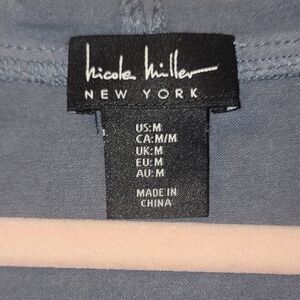 Nicole Miller
NEW YORK
US:M
CA:M/M
UK:M
EU:M
AU:M
MADE IN
CHINA